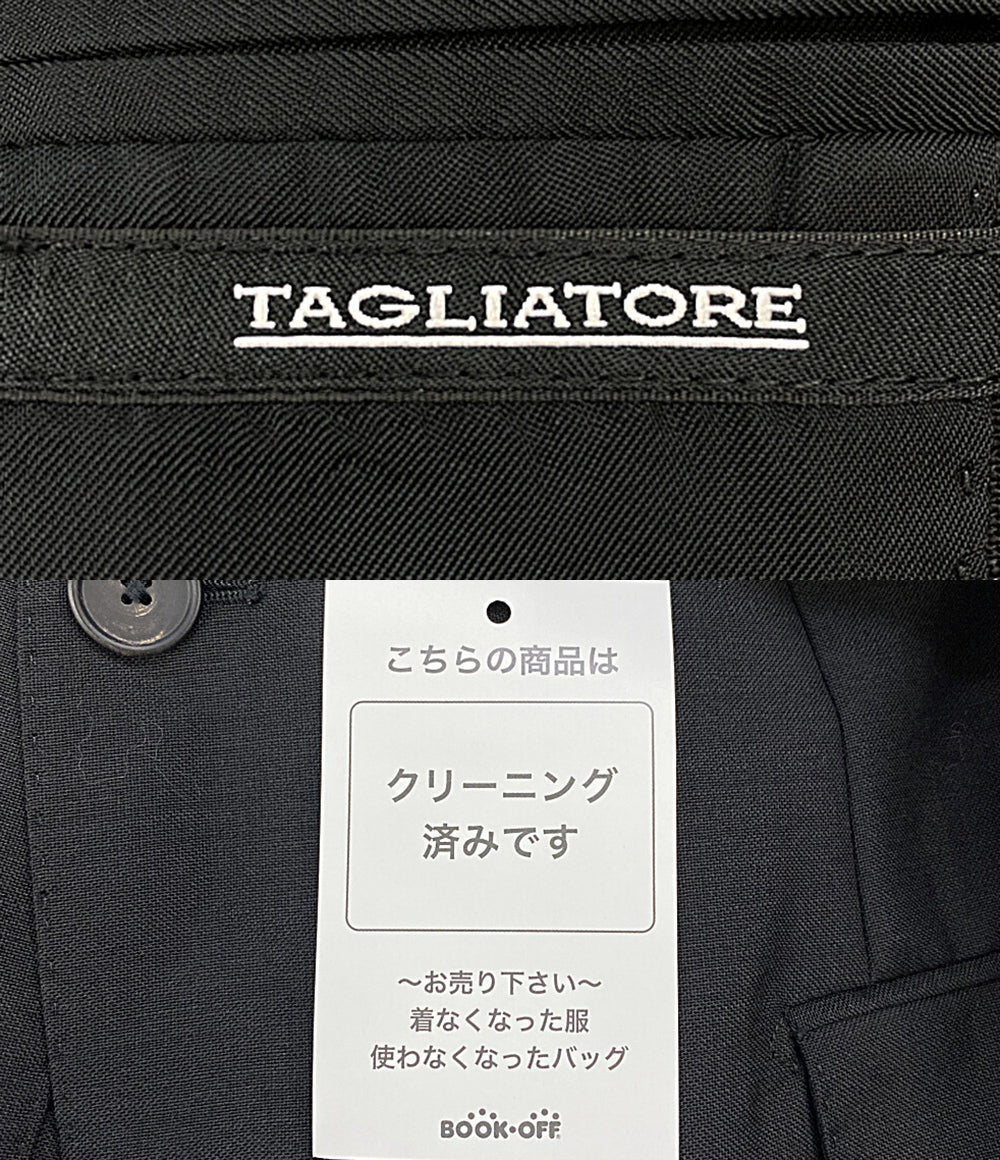 TAGLIATORE
こちらの商品は
クリーニング
済みです
〜お売り下さい〜
着なくなった服
使わなくなったバッグ
BOOK•OFF